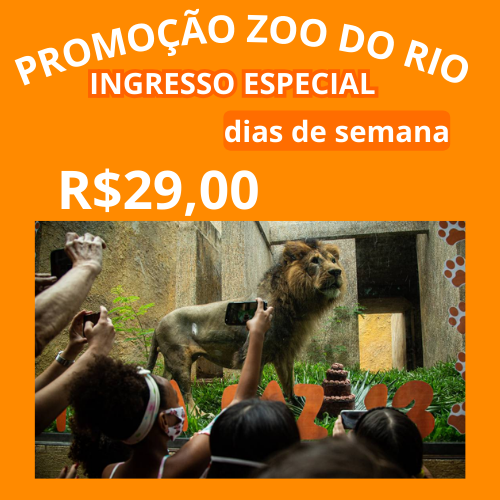 PROMOÇÃO ZOO DO RIO
INGRESSO ESPECIAL
dias de semana
R$29,00